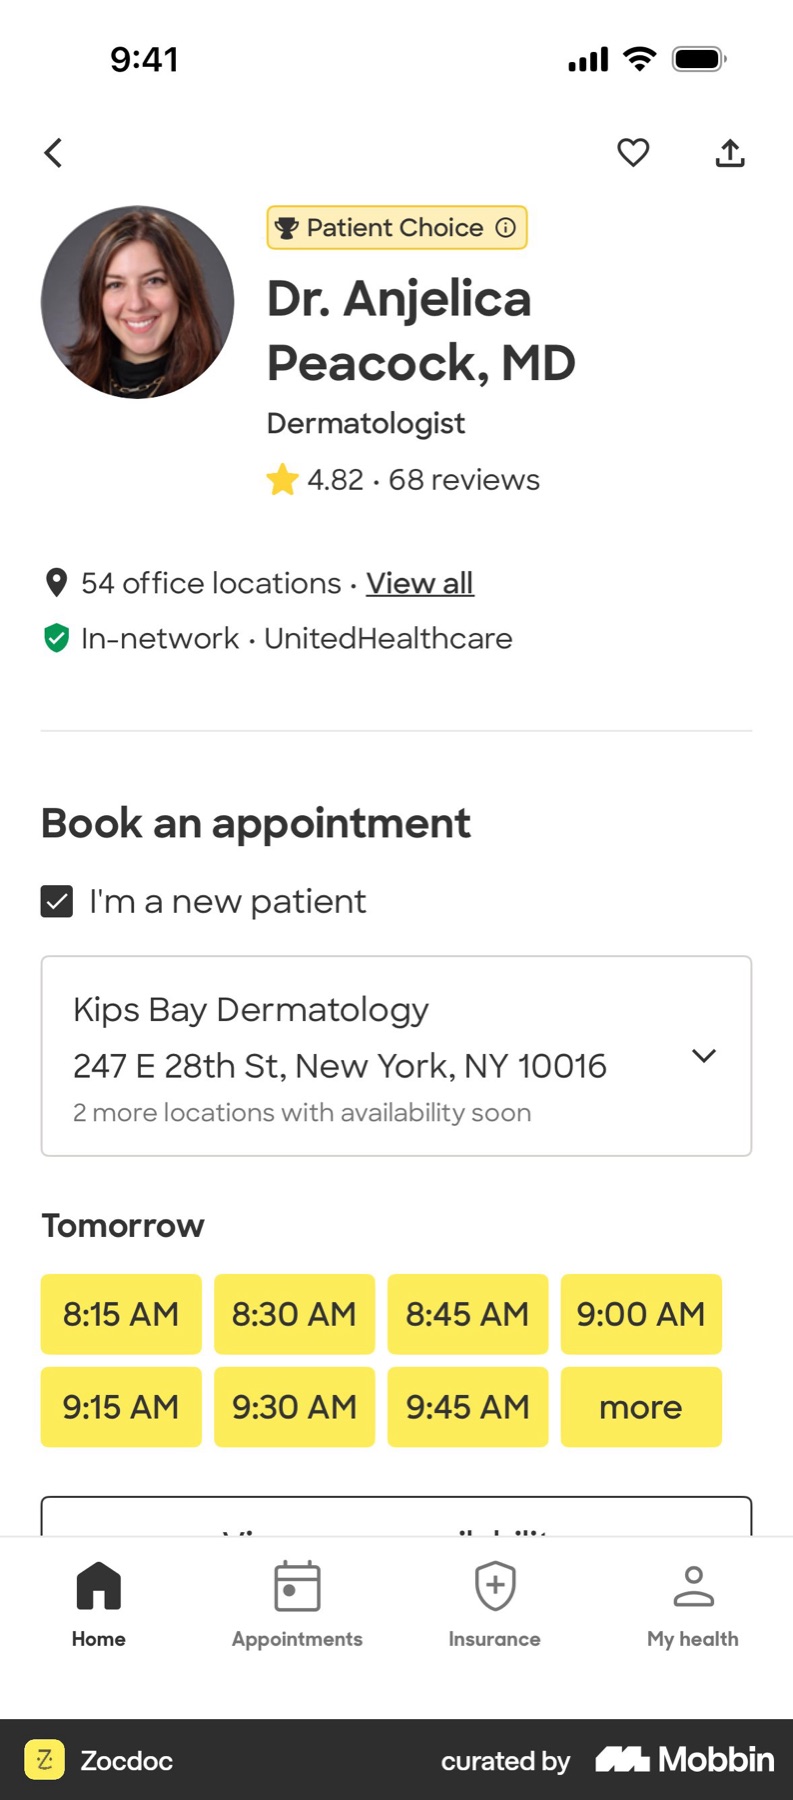 9:41
Patient Choice
Dr. Anjelica
Peacock, MD
Dermatologist
4.82 · 68 reviews
54 office locations · View all
In-network · UnitedHealthcare
Book an appointment
I'm a new patient
Kips Bay Dermatology
247 E 28th St, New York, NY 10016
2 more locations with availability soon
Tomorrow
8:15 AM 8:30 AM 8:45 AM 9:00 AM
9:15 AM 9:30 AM 9:45 AM more
Home Appointments Insurance My health
Zocdoc curated by Mobbin